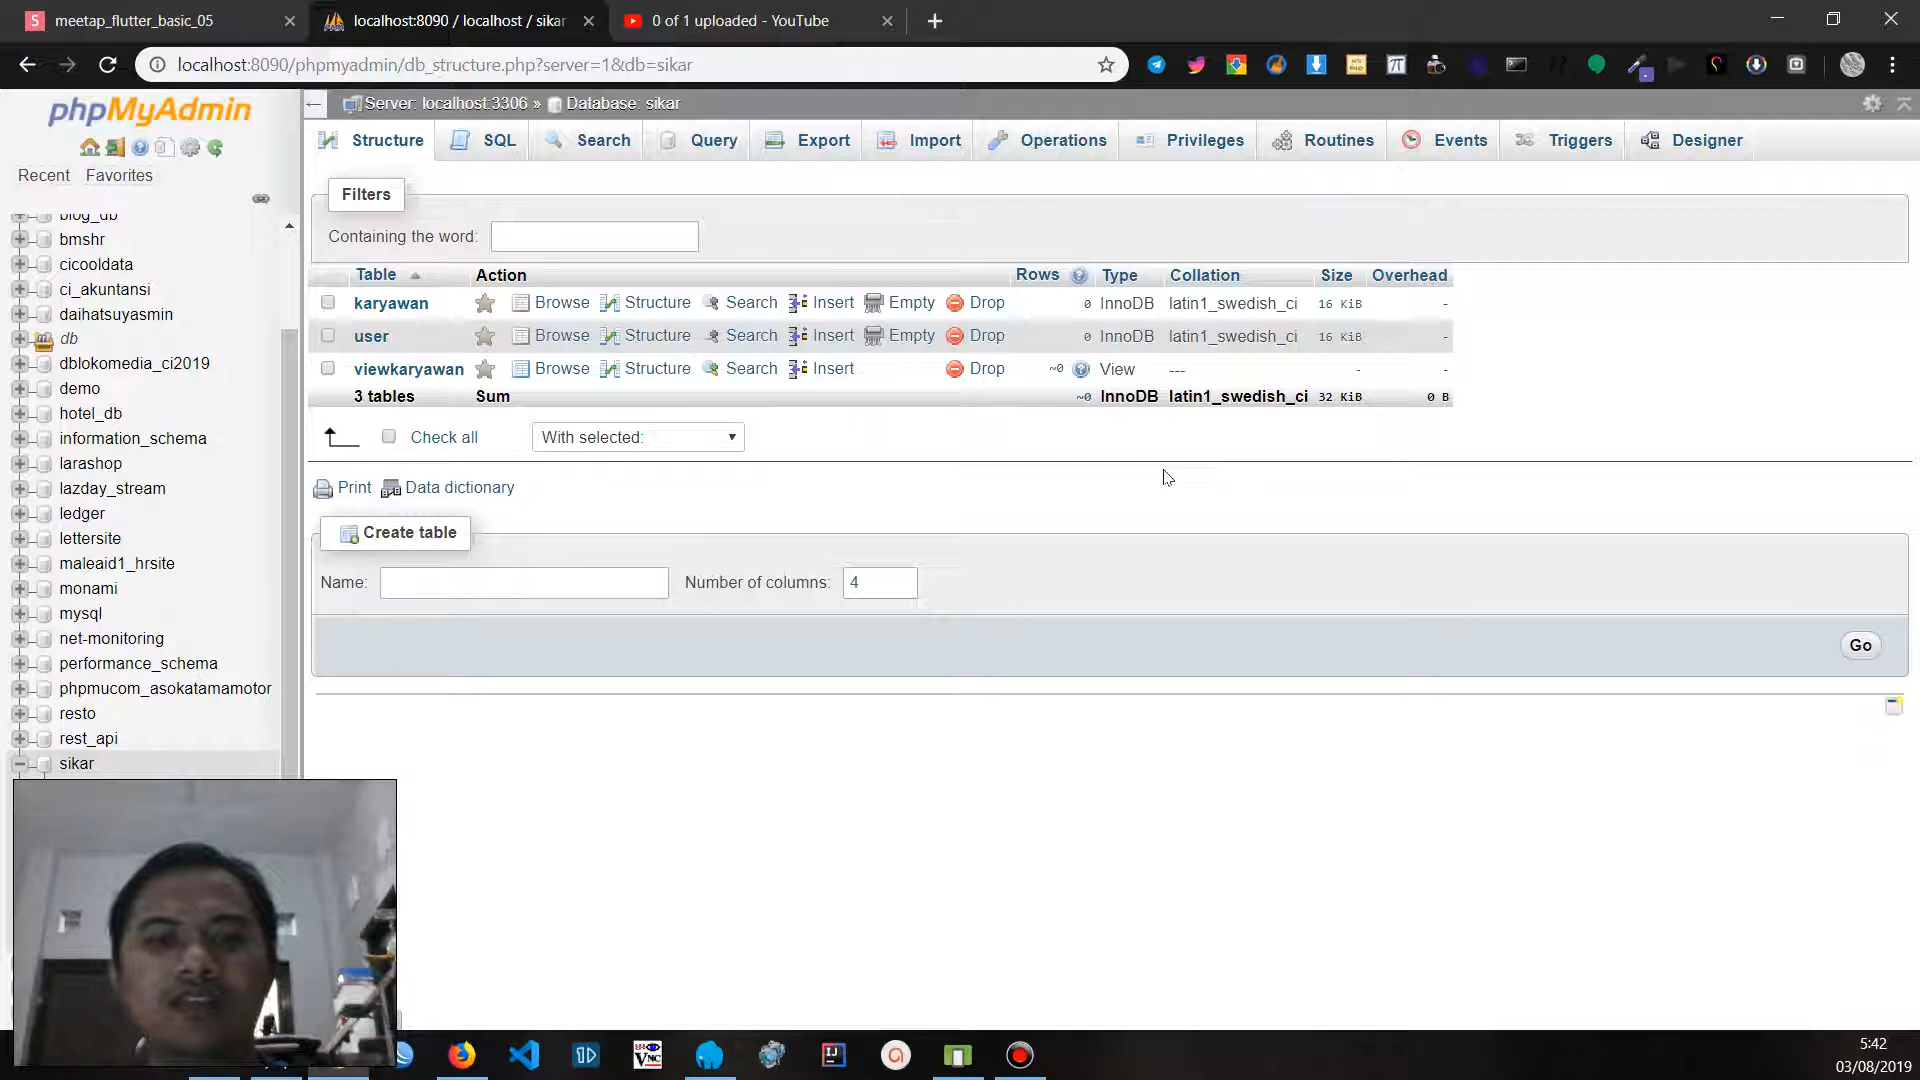 meetap_flutter_basic_05
localhost:8090 / localhost / sikar
0 of 1 uploaded - YouTube
localhost:8090/phpmyadmin/db_structure.php?server=1&db=sikar
phpMyAdmin
Server: localhost:3306 » Database: sikar
Structure SQL Search Query Export Import Operations Privileges Routines Events Triggers Designer
Recent Favorites
blog_db
bmshr
cicooldata
ci_akuntansi
daihatsuyasmin
db
dblokomedia_ci2019
demo
hotel_db
information_schema
larashop
lazday_stream
ledger
lettersite
maleaid1_hrsite
monami
mysql
net-monitoring
performance_schema
phpmucom_asokatamamotor
resto
rest_api
sikar
Filters
Containing the word:
Table Action Rows Type Collation Size Overhead
karyawan Browse Structure Search Insert Empty Drop 0 InnoDB latin1_swedish_ci 16 KiB -
user Browse Structure Search Insert Empty Drop 0 InnoDB latin1_swedish_ci 16 KiB -
viewkaryawan Browse Structure Search Insert Drop ~0 View --- - -
3 tables Sum ~0 InnoDB latin1_swedish_ci 32 KiB 0 B
Check all With selected:
Print Data dictionary
Create table
Name: Number of columns: 4
Go
5:42
03/08/2019